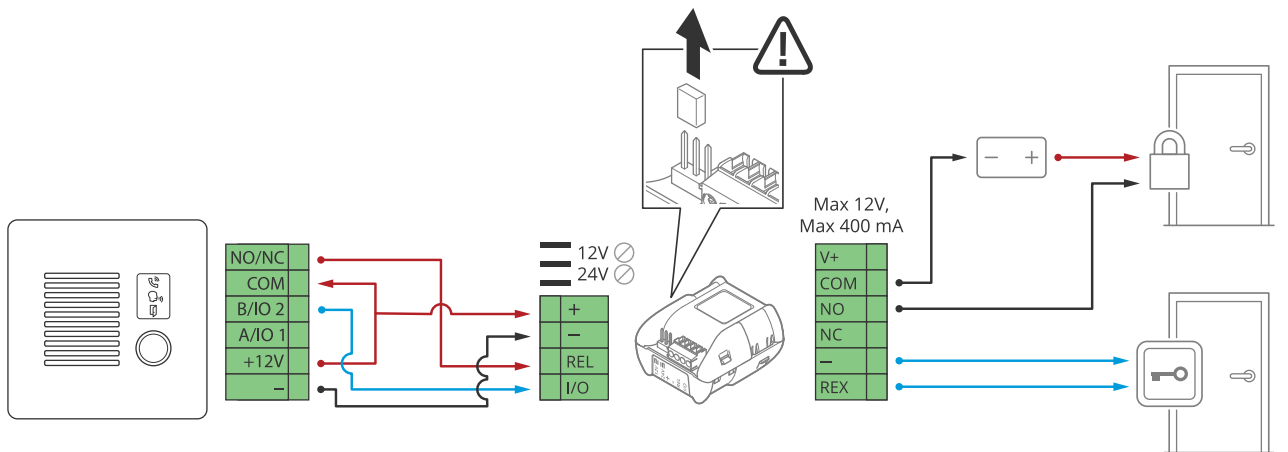 NO/NC
COM
B/IO 2
A/IO 1
+12V
–
12V
24V
+
–
REL
I/O
Max 12V,
Max 400 mA
V+
COM
NO
NC
–
REX
– +
!